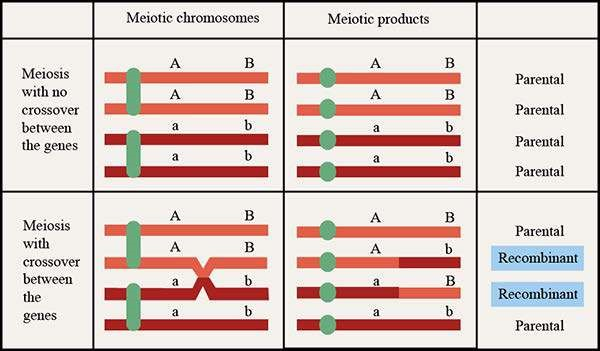 Meiotic chromosomes
Meiotic products
Meiosis
with no
crossover
between
the genes
A B
A B
a b
a b
A B
A B
a b
a b
Parental
Parental
Parental
Parental
Meiosis
with
crossover
between
the
genes
A B
A B
a b
a b
A B
A b
a B
a b
Parental
Recombinant
Recombinant
Parental